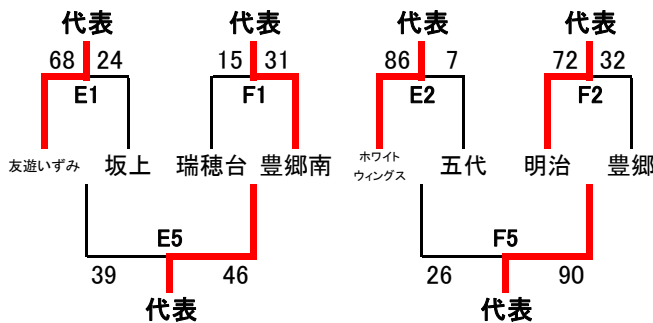 代表 代表 代表 代表
68 24 15 31 86 7 72 32
E1 F1 E2 F2
友遊いずみ 坂上 瑞穂台 豊郷南 ホワイト
ウィングス 五代 明治 豊郷
E5 F5
39 46 26 90
代表 代表